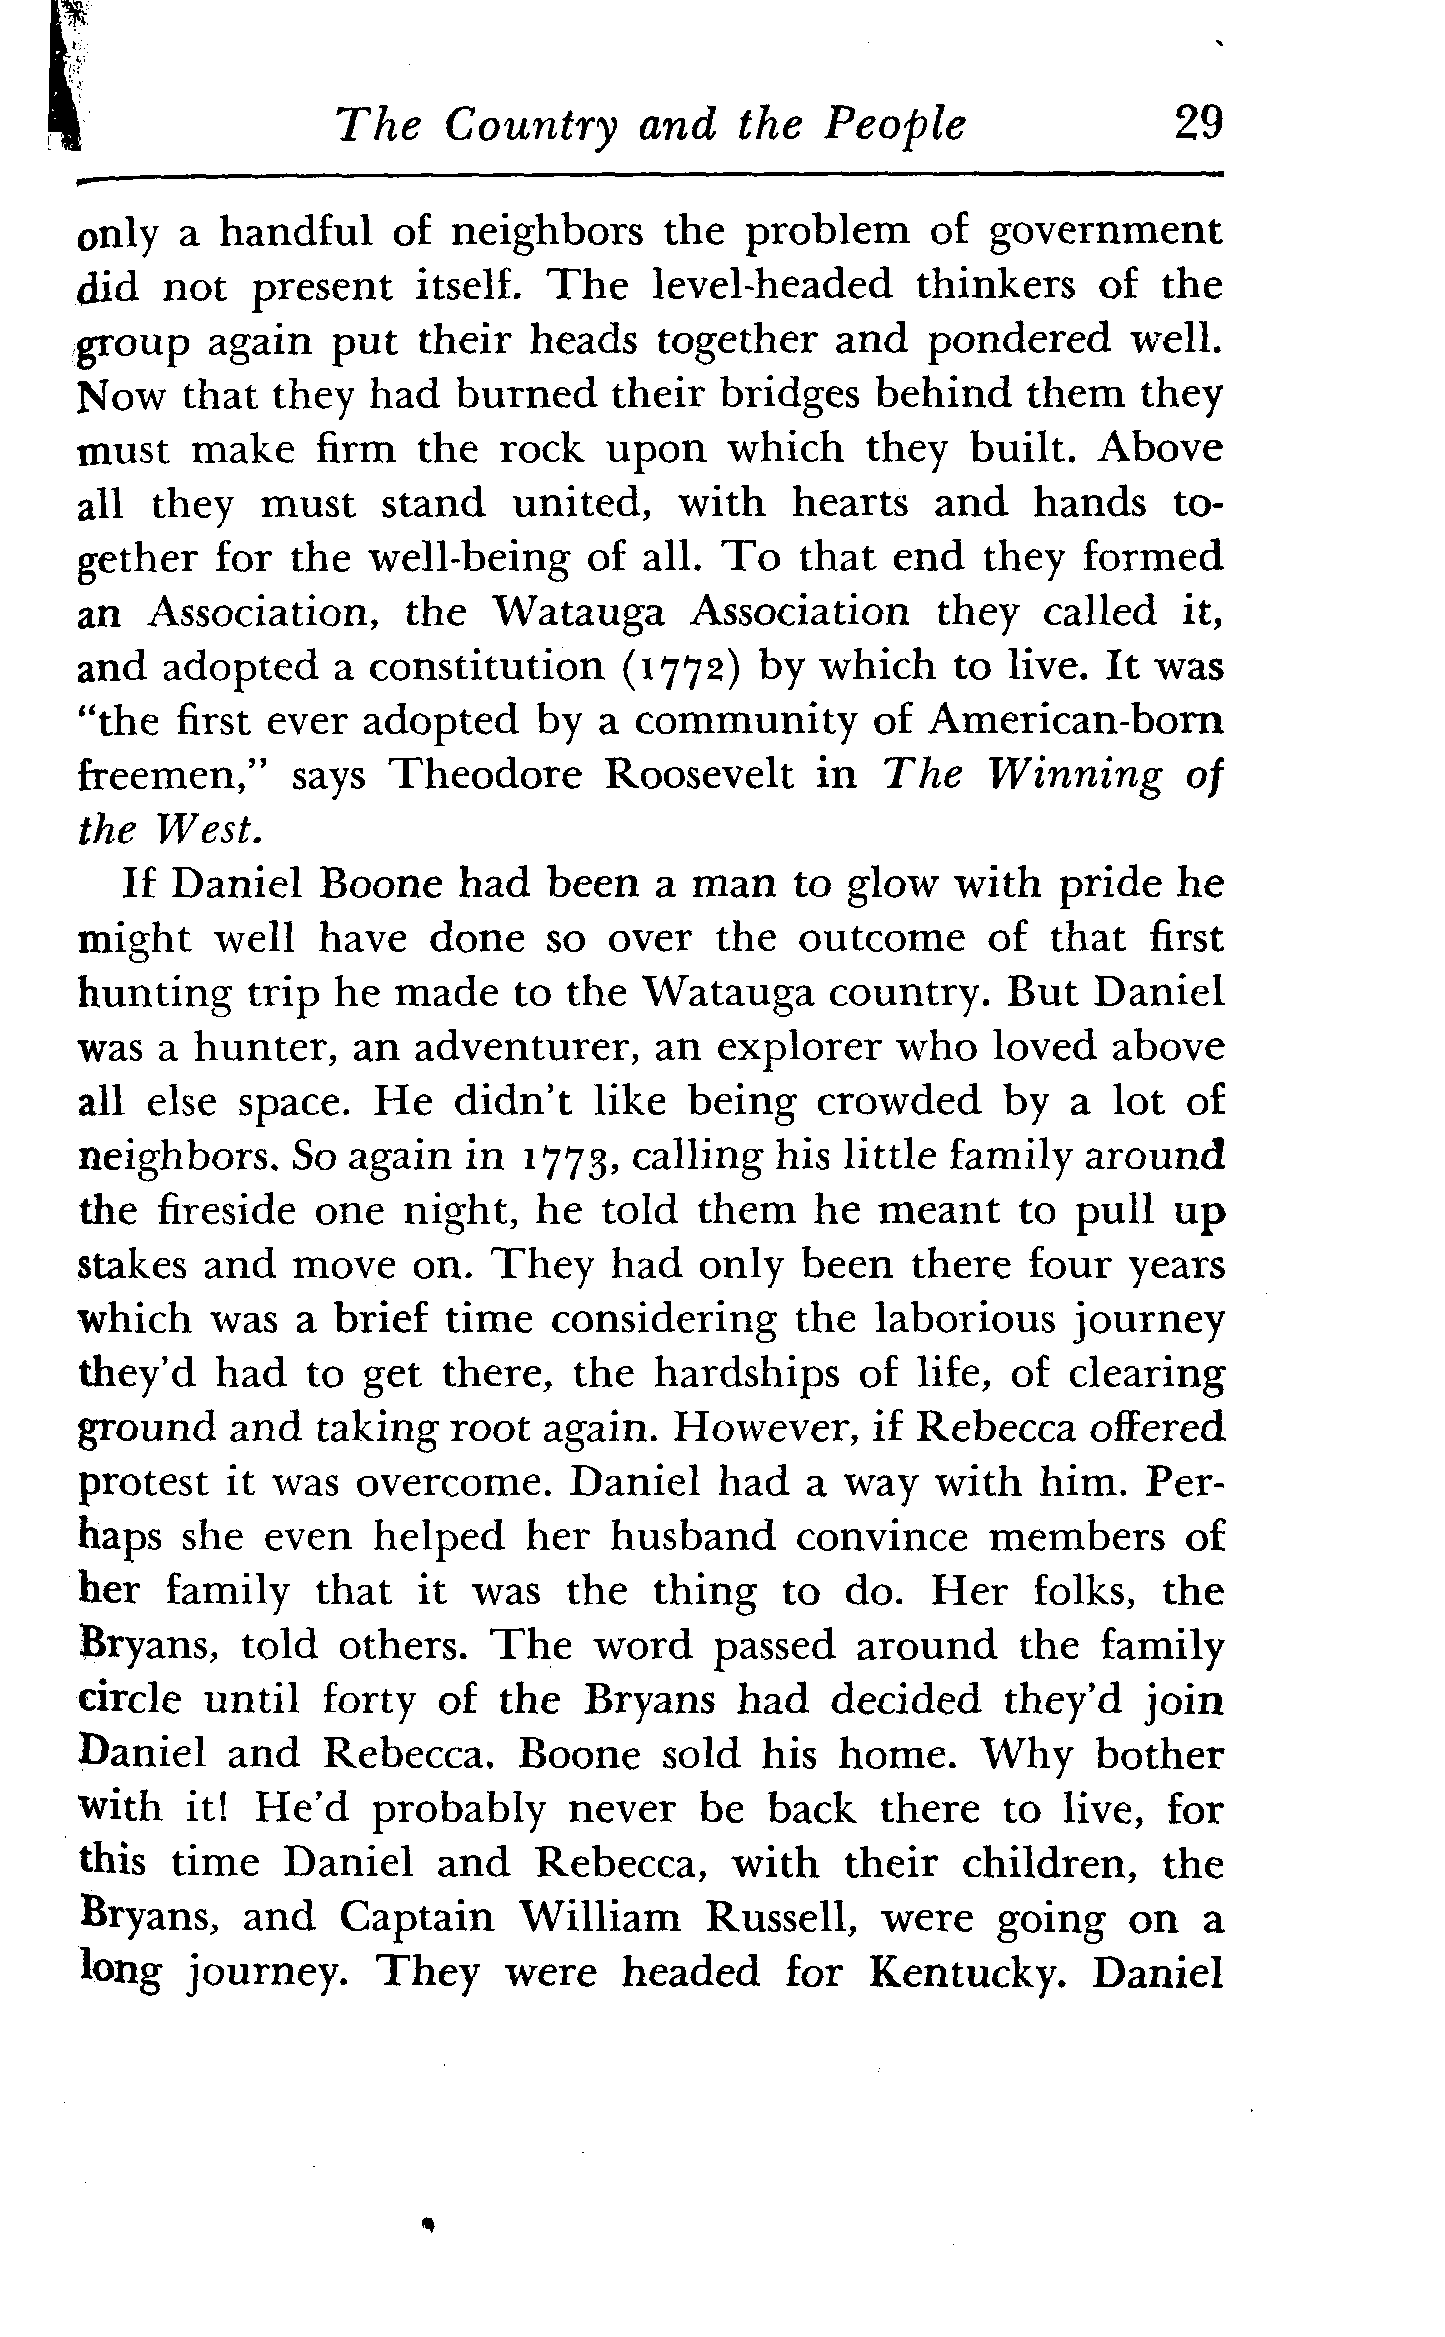 The Country and the People 29
only a handful of neighbors the problem of government
did not present itself. The level-headed thinkers of the
group again put their heads together and pondered well.
Now that they had burned their bridges behind them they
must make firm the rock upon which they built. Above
all they must stand united, with hearts and hands to-
gether for the well-being of all. To that end they formed
an Association, the Watauga Association they called it,
and adopted a constitution (1772) by which to live. It was
“the first ever adopted by a community of American-born
freemen,” says Theodore Roosevelt in The Winning of
the West.
If Daniel Boone had been a man to glow with pride he
might well have done so over the outcome of that first
hunting trip he made to the Watauga country. But Daniel
was a hunter, an adventurer, an explorer who loved above
all else space. He didn’t like being crowded by a lot of
neighbors. So again in 1773, calling his little family around
the fireside one night, he told them he meant to pull up
stakes and move on. They had only been there four years
which was a brief time considering the laborious journey
they’d had to get there, the hardships of life, of clearing
ground and taking root again. However, if Rebecca offered
protest it was overcome. Daniel had a way with him. Per-
haps she even helped her husband convince members of
her family that it was the thing to do. Her folks, the
Bryans, told others. The word passed around the family
circle until forty of the Bryans had decided they’d join
Daniel and Rebecca. Boone sold his home. Why bother
with it! He’d probably never be back there to live, for
this time Daniel and Rebecca, with their children, the
Bryans, and Captain William Russell, were going on a
long journey. They were headed for Kentucky. Daniel